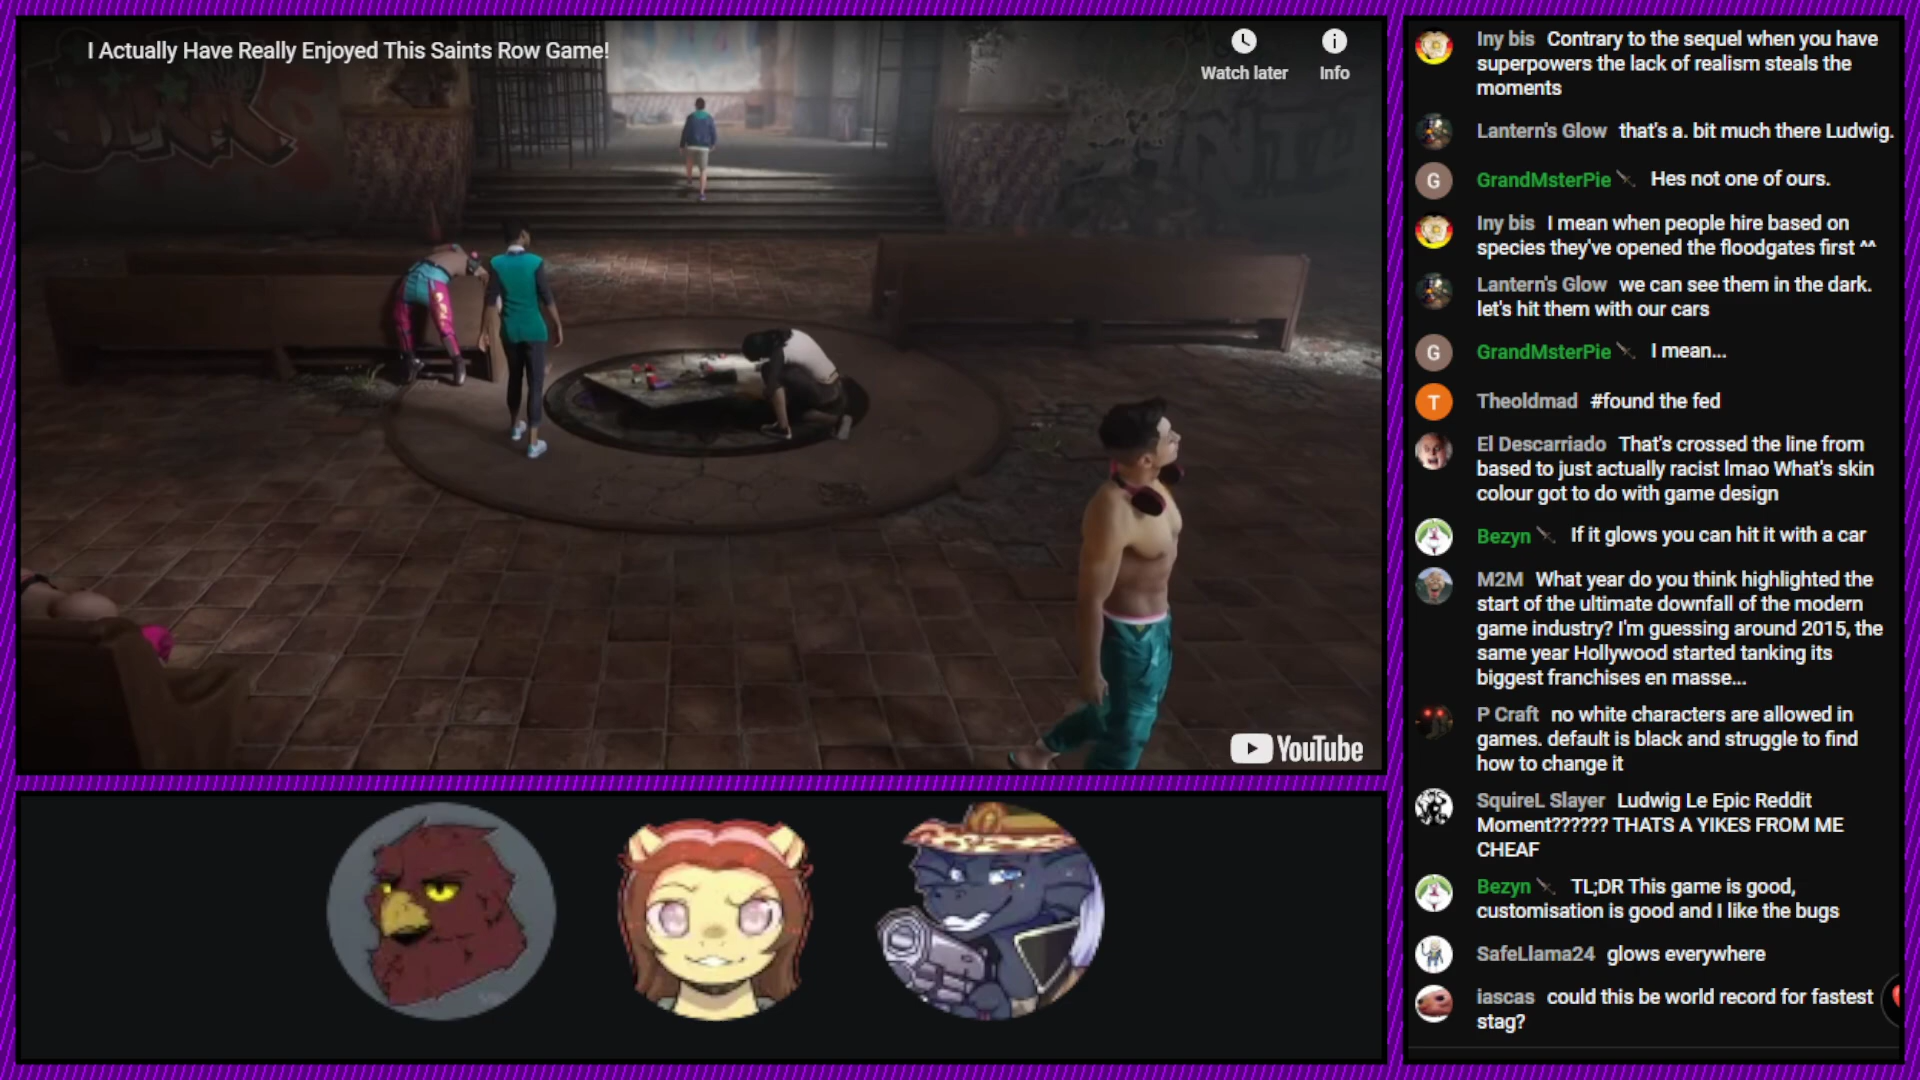 I Actually Have Really Enjoyed This Saints Row Game!
Watch later
Info
YouTube
Iny bis Contrary to the sequel when you have
superpowers the lack of realism steals the
moments
Lantern's Glow that's a. bit much there Ludwig.
G GrandMsterPie Hes not one of ours.
Iny bis I mean when people hire based on
species they've opened the floodgates first ^^
Lantern's Glow we can see them in the dark.
let's hit them with our cars
G GrandMsterPie I mean...
T Theoldmad #found the fed
El Descarriado That's crossed the line from
based to just actually racist lmao What's skin
colour got to do with game design
Bezyn If it glows you can hit it with a car
M2M What year do you think highlighted the
start of the ultimate downfall of the modern
game industry? I'm guessing around 2015, the
same year Hollywood started tanking its
biggest franchises en masse...
P Craft no white characters are allowed in
games. default is black and struggle to find
how to change it
SquireL Slayer Ludwig Le Epic Reddit
Moment?????? THATS A YIKES FROM ME
CHEAF
Bezyn TL;DR This game is good,
customisation is good and I like the bugs
SafeLlama24 glows everywhere
iascas could this be world record for fastest
stag?